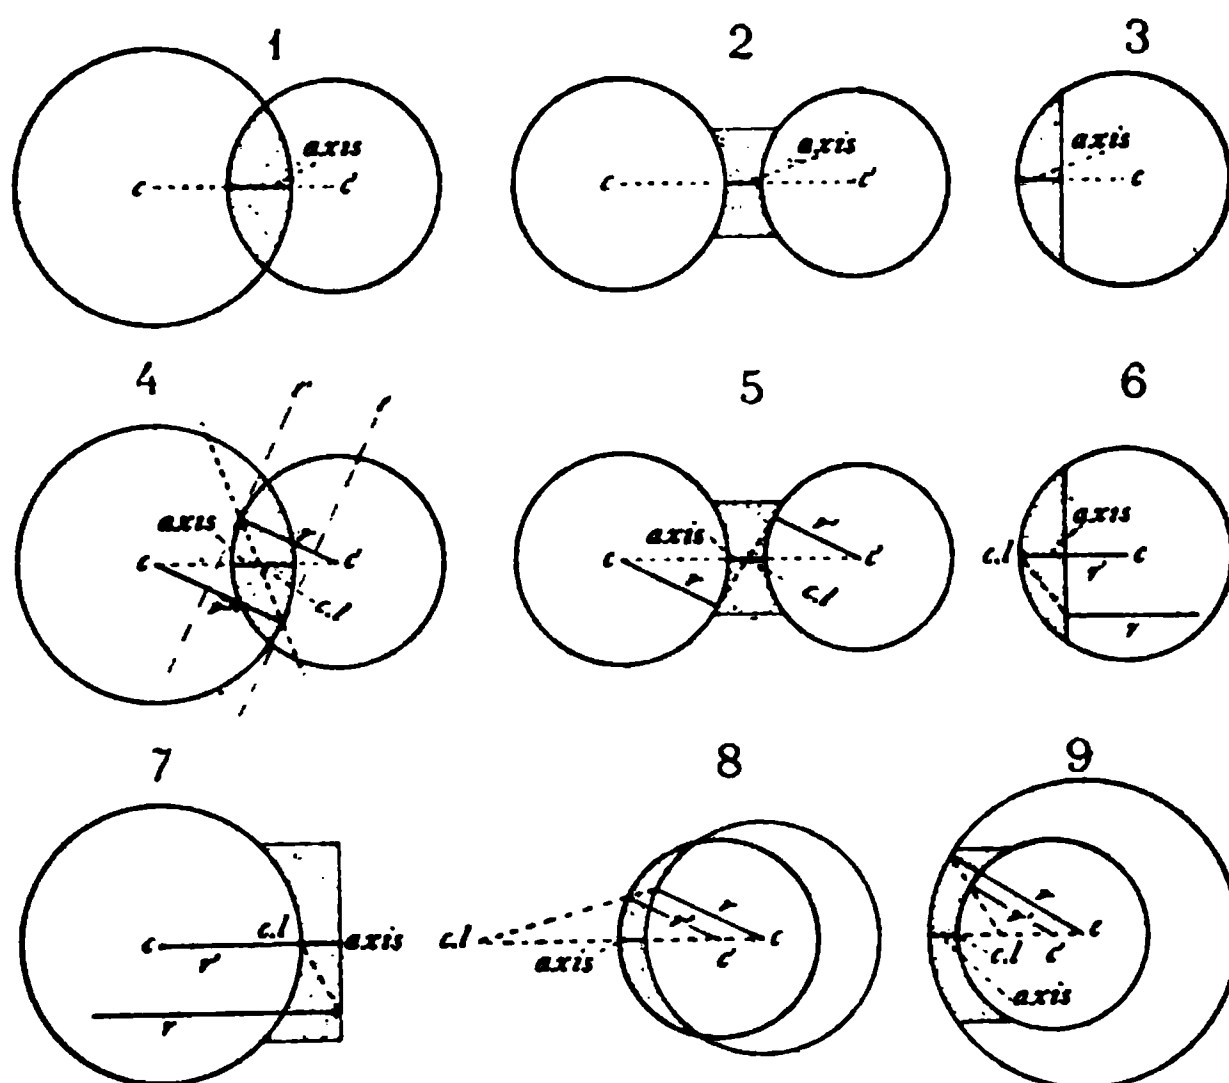 1 2 3
axis axis axis
c c' c c' c
4 5 6
r' r
axis r axis r axis
c c' c c' c.l c
r c.l r c.l r'
r
7 8 9
r
c c.l axis c.l r' c r' c
r' axis c' c.l c'
r axis